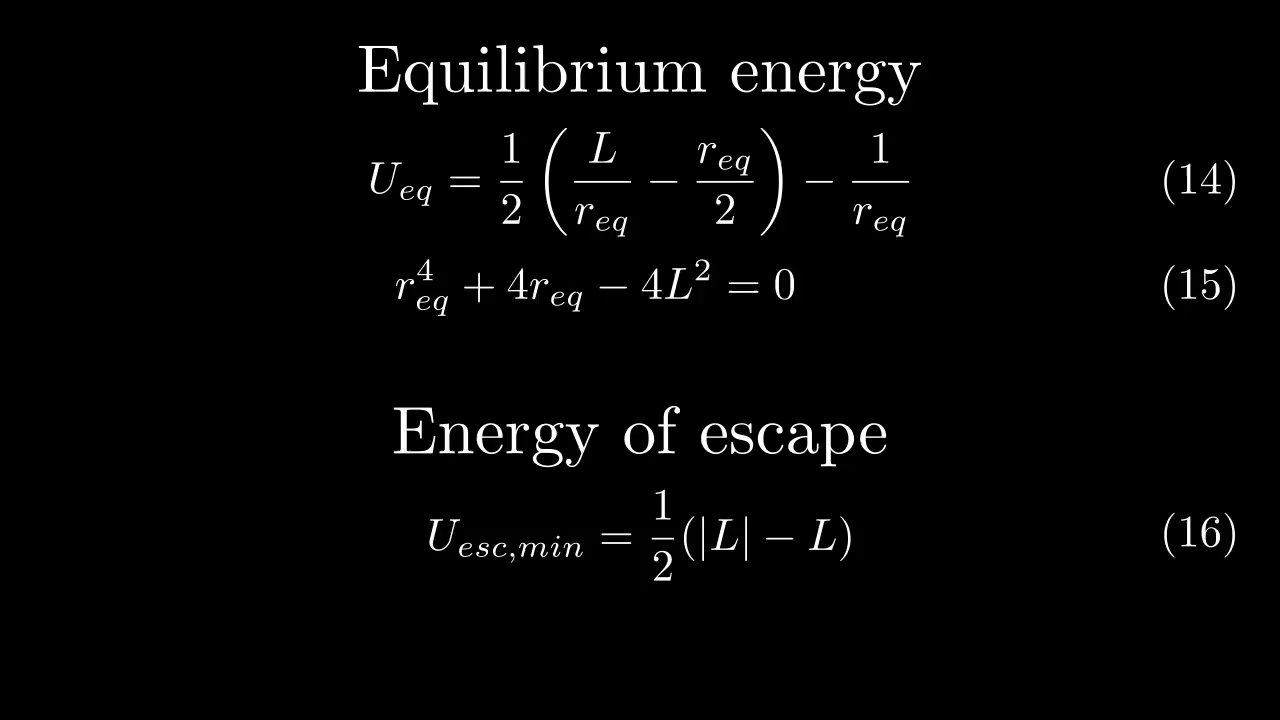 Equilibrium energy
$U_{eq} = \frac{1}{2} \left( \frac{L}{r_{eq}} - \frac{r_{eq}}{2} \right) - \frac{1}{r_{eq}}$ (14)
$r_{eq}^4 + 4r_{eq} - 4L^2 = 0$ (15)
Energy of escape
$U_{esc,min} = \frac{1}{2}(|L| - L)$ (16)